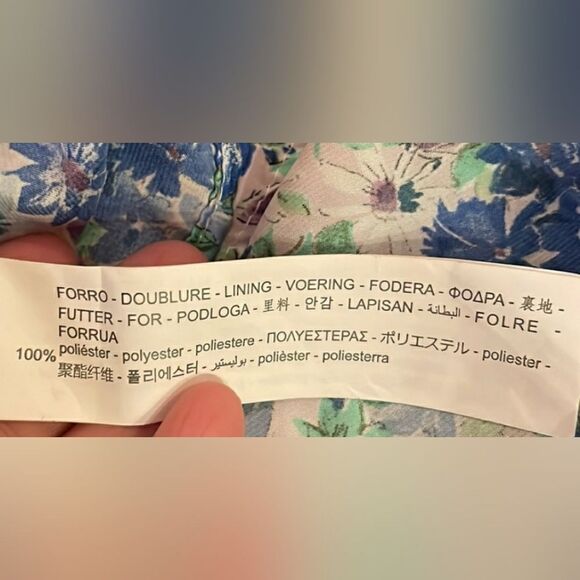 FORRO - DOUBLURE - LINING - VOERING - FODERA - ΦΟΔΡΑ - 裏地 -
FUTTER - FOR - PODLOGA - 里料 - 안감 - LAPISAN - البطانة - FOLRE -
FORRUA
100% poliéster - polyester - poliestere - ΠΟΛΥΕΣΤΕΡΑΣ - ポリエステル - poliester -
聚酯纤维 - 폴리에스터 - بوليستير - polièster - poliesterra